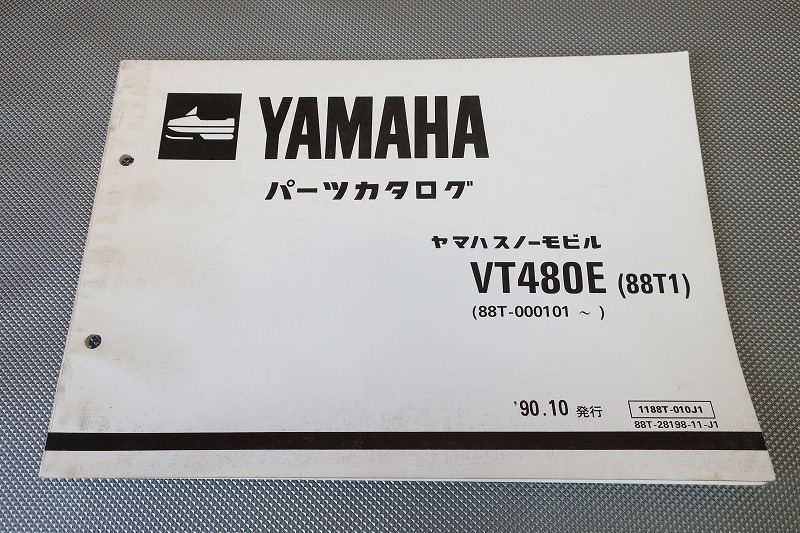 YAMAHA
パーツカタログ
ヤマハスノーモビル
VT480E (88T1)
(88T-000101 ~ )
'90.10 発行
1188T-010J1
88T-28198-11-J1